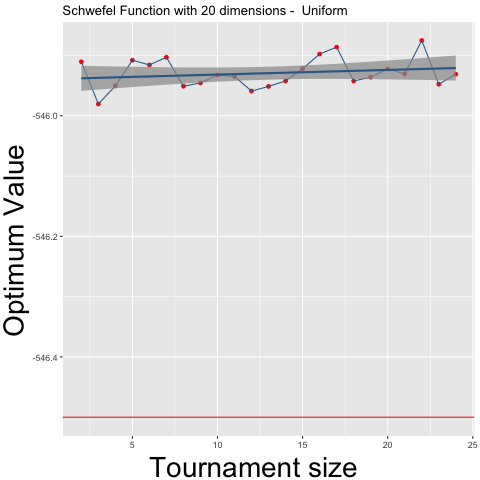 Schwefel Function with 20 dimensions -  Uniform
Optimum Value
-546.0
-546.2
-546.4
5 10 15 20 25
Tournament size